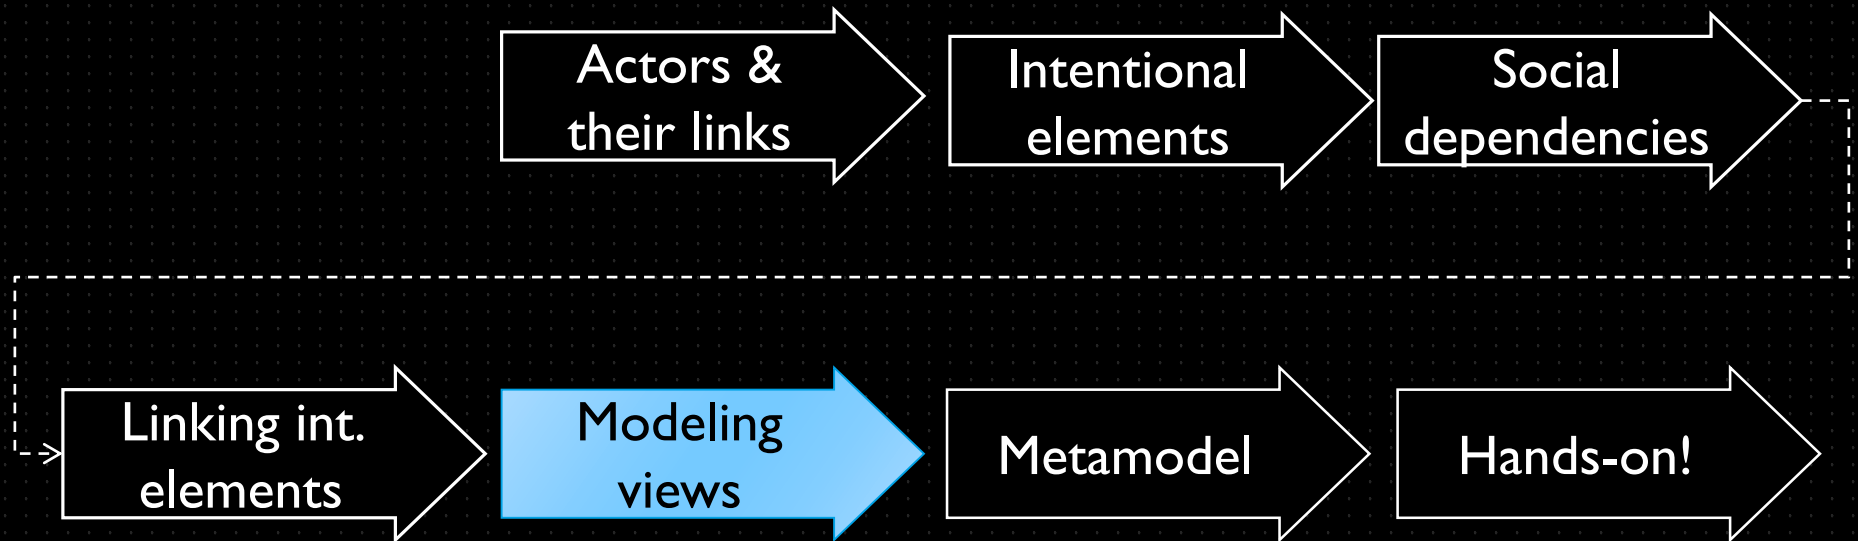 Actors &
their links
Intentional
elements
Social
dependencies
Linking int.
elements
Modeling
views
Metamodel
Hands-on!